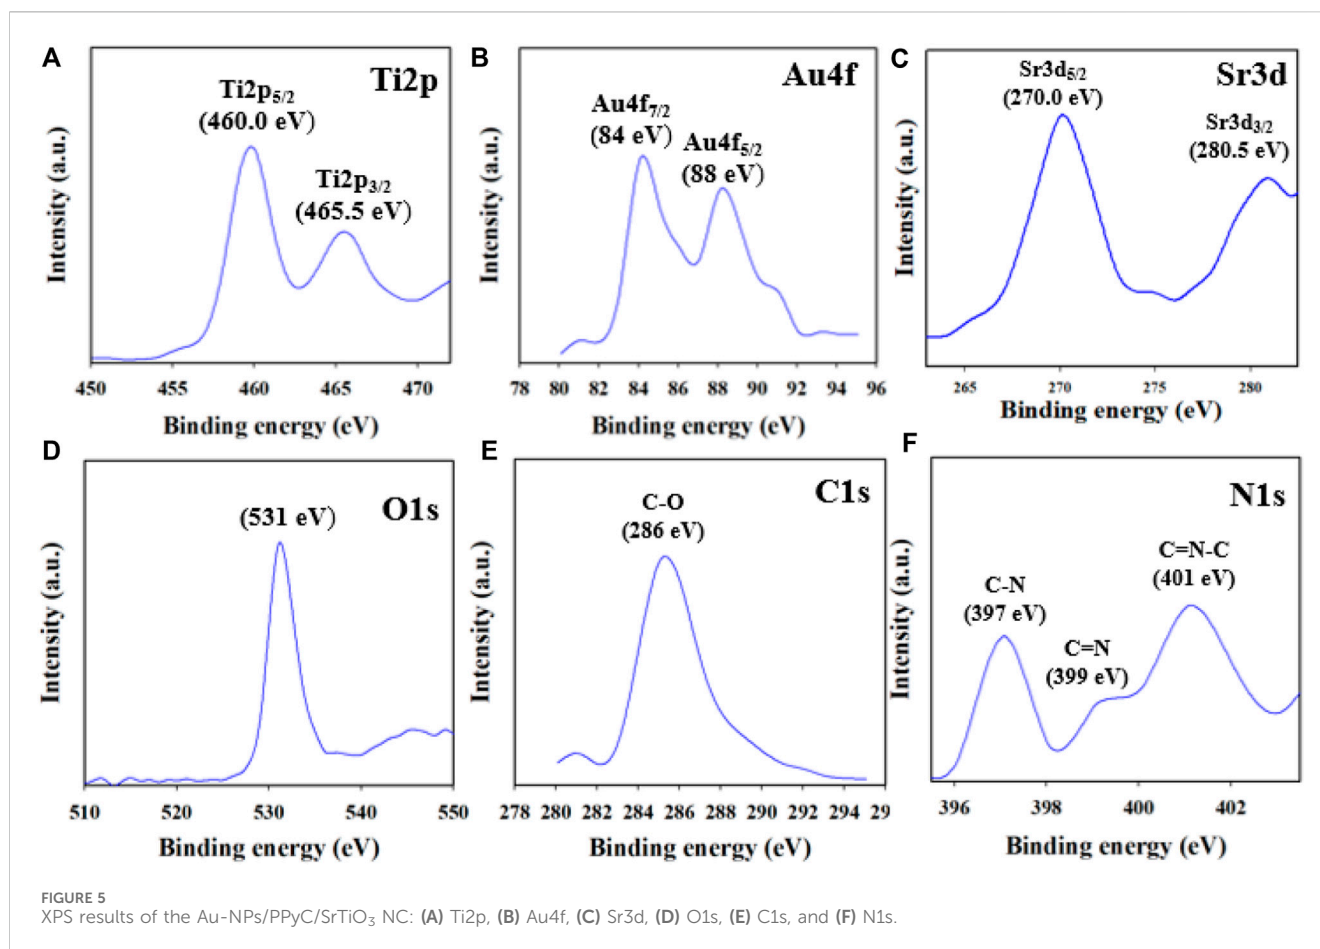 A
Ti2p
Ti2p5/2
(460.0 eV)
Ti2p3/2
(465.5 eV)
Intensity (a.u.)
450 455 460 465 470
Binding energy (eV)
B
Au4f
Au4f7/2
(84 eV)
Au4f5/2
(88 eV)
Intensity (a.u.)
78 80 82 84 86 88 90 92 94 96
Binding energy (eV)
C
Sr3d
Sr3d5/2
(270.0 eV)
Sr3d3/2
(280.5 eV)
Intensity (a.u.)
265 270 275 280
Binding energy (eV)
D
O1s
(531 eV)
Intensity (a.u.)
510 520 530 540 550
Binding energy (eV)
E
C1s
C-O
(286 eV)
Intensity (a.u.)
278 280 282 284 286 288 290 292 294 29
Binding energy (eV)
F
N1s
C-N
(397 eV)
C=N
(399 eV)
C=N-C
(401 eV)
Intensity (a.u.)
396 398 400 402
Binding energy (eV)
FIGURE 5
XPS results of the Au-NPs/PPyC/SrTiO3 NC: (A) Ti2p, (B) Au4f, (C) Sr3d, (D) O1s, (E) C1s, and (F) N1s.